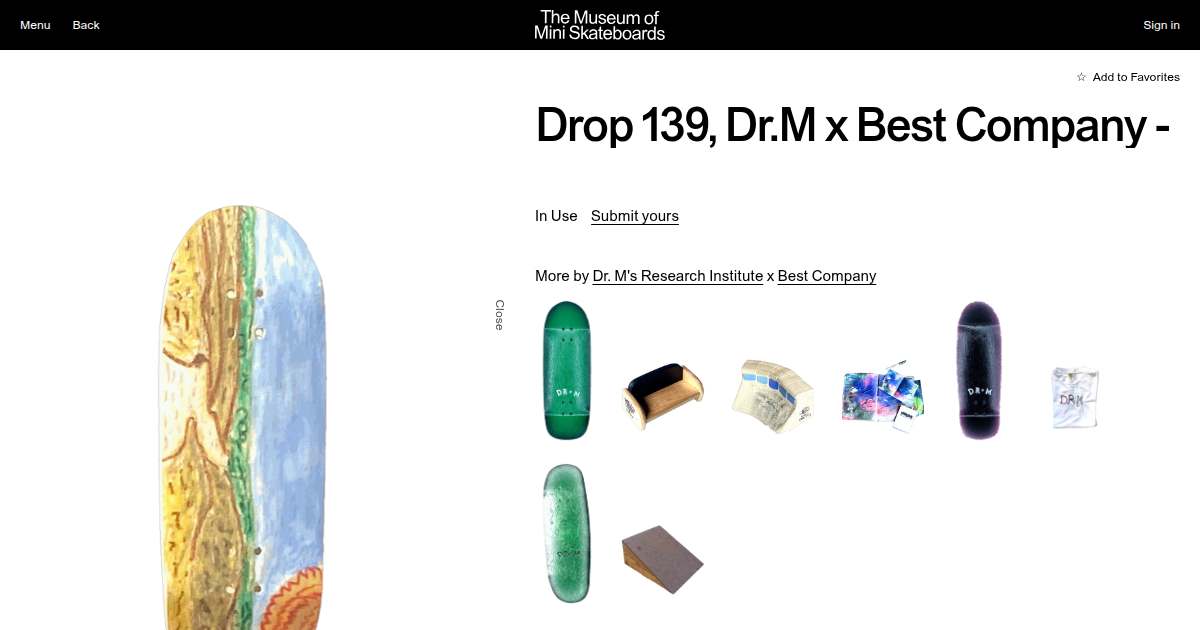 Menu
Back
The Museum of
Mini Skateboards
Sign in
☆ Add to Favorites
Drop 139, Dr.M x Best Company -
In Use
Submit yours
More by Dr. M's Research Institute x Best Company
Close
DR•M
DR•M
DRM